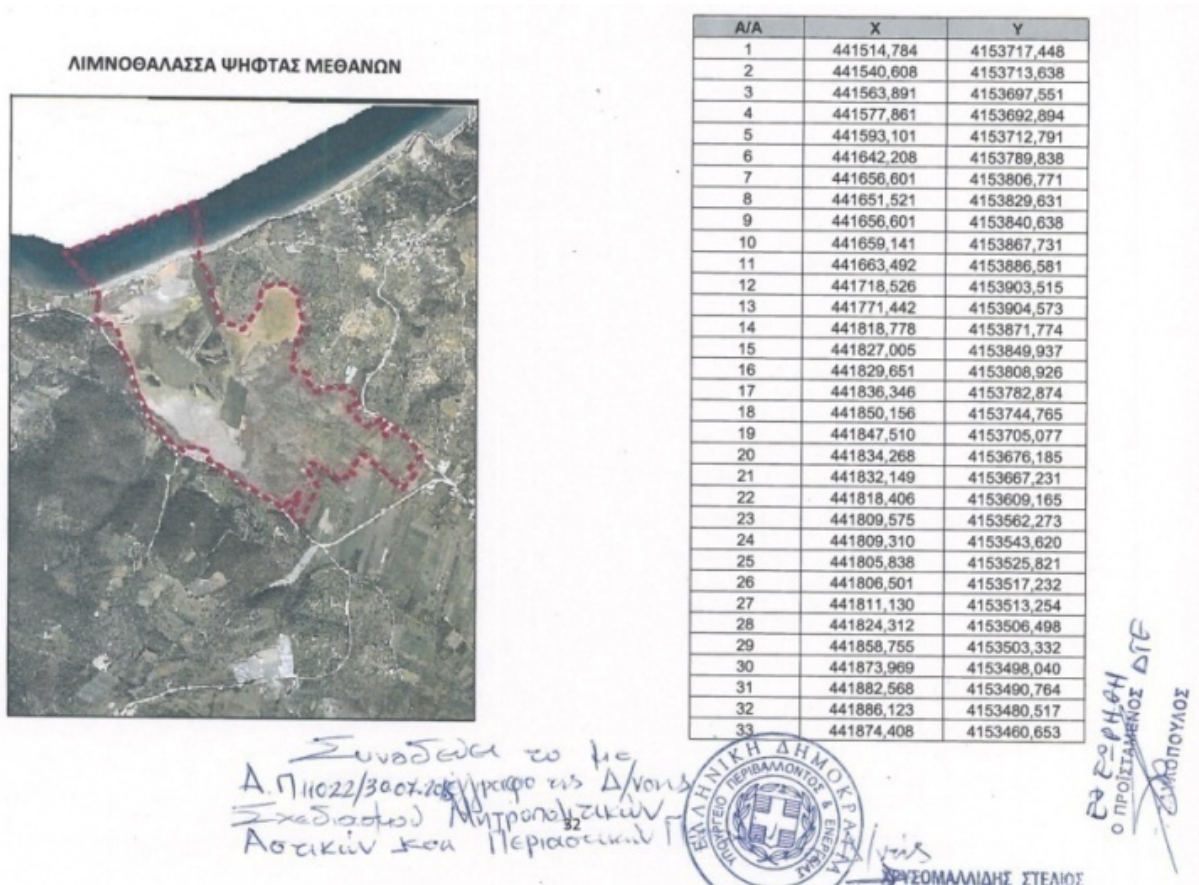 ΛΙΜΝΟΘΑΛΑΣΣΑ ΨΗΦΤΑΣ ΜΕΘΑΝΩΝ
Α/Α X Y
1 441514,784 4153717,448
2 441540,608 4153713,638
3 441563,891 4153697,551
4 441577,861 4153692,894
5 441593,101 4153712,791
6 441642,208 4153789,838
7 441656,601 4153806,771
8 441651,521 4153829,631
9 441656,601 4153840,638
10 441659,141 4153867,731
11 441663,492 4153886,581
12 441718,526 4153903,515
13 441771,442 4153904,573
14 441818,778 4153871,774
15 441827,005 4153849,937
16 441829,651 4153808,926
17 441836,346 4153782,874
18 441850,156 4153744,765
19 441847,510 4153705,077
20 441834,268 4153676,185
21 441832,149 4153667,231
22 441818,406 4153609,165
23 441809,575 4153562,273
24 441809,310 4153543,620
25 441805,838 4153525,821
26 441806,501 4153517,232
27 441811,130 4153513,254
28 441824,312 4153506,498
29 441858,755 4153503,332
30 441873,969 4153498,040
31 441882,568 4153490,764
32 441886,123 4153480,517
33 441874,408 4153460,653
Συνοδεύει το με
Α.Π 11022/30.07. έγγραφο της Δ/νσης
Σχεδιασμού Μητροπολιτικών
Αστικών και Περιαστικών
32
ΕΛΛΗΝΙΚΗ ΔΗΜΟΚΡΑΤΙΑ
ΥΠΟΥΡΓΕΙΟ ΠΕΡΙΒΑΛΛΟΝΤΟΣ & ΕΝΕΡΓΕΙΑΣ
ΧΡΥΣΟΜΑΛΛΙΔΗΣ ΣΤΕΛΙΟΣ
ΘΕΩΡΗΘΗ
Ο ΠΡΟΪΣΤΑΜΕΝΟΣ ΔΤΕ